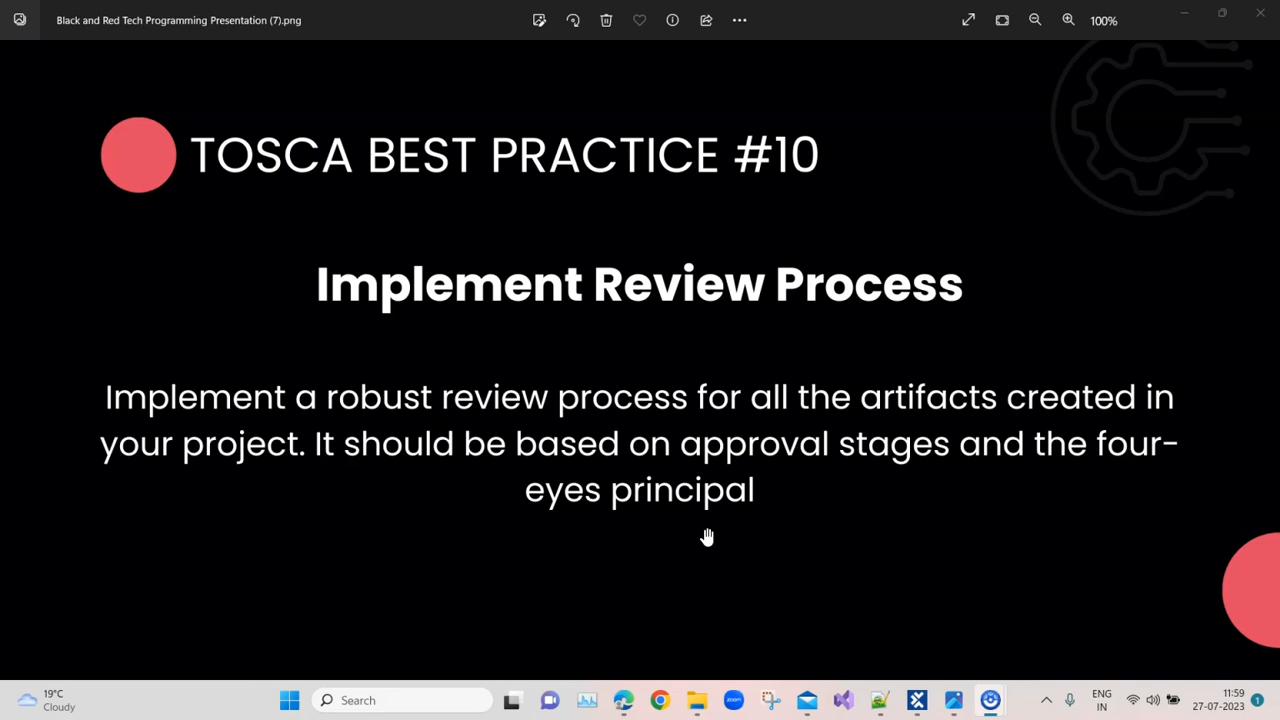 Black and Red Tech Programming Presentation (7).png
100%
TOSCA BEST PRACTICE #10
Implement Review Process
Implement a robust review process for all the artifacts created in
your project. It should be based on approval stages and the four-
eyes principal
19°C
Cloudy
Search
zoom
ENG
IN
11:59
27-07-2023
1